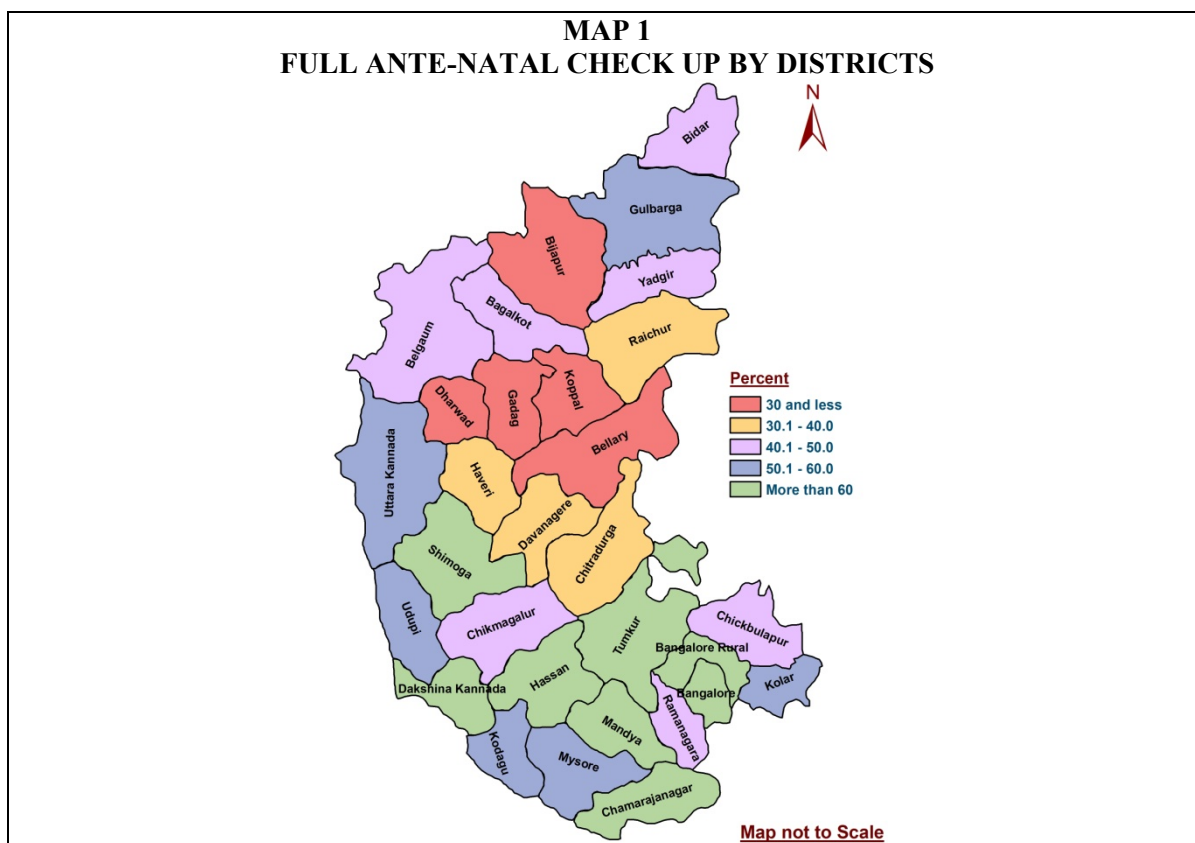 MAP 1
FULL ANTE-NATAL CHECK UP BY DISTRICTS
N
Bidar
Gulbarga
Bijapur
Yadgir
Bagalkot
Raichur
Belgaum
Percent
30 and less
30.1 - 40.0
40.1 - 50.0
50.1 - 60.0
More than 60
Dharwad
Gadag
Koppal
Bellary
Uttara Kannada
Haveri
Davanagere
Chitradurga
Shimoga
Udupi
Chikmagalur
Tumkur
Chickbulapur
Bangalore Rural
Kolar
Dakshina Kannada
Hassan
Bangalore
Ramanagara
Mandya
Kodagu
Mysore
Chamarajanagar
Map not to Scale